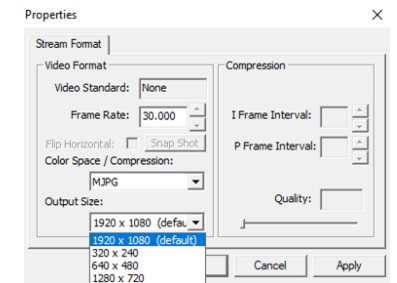 Properties
Stream Format
Video Format
Video Standard: None
Frame Rate: 30.000
Flip Horizontal: Snap Shot
Color Space / Compression:
MJPG
Output Size:
1920 x 1080 (defau
1920 x 1080 (default)
320 x 240
640 x 480
1280 x 720
Compression
I Frame Interval:
P Frame Interval:
Quality:
Cancel Apply